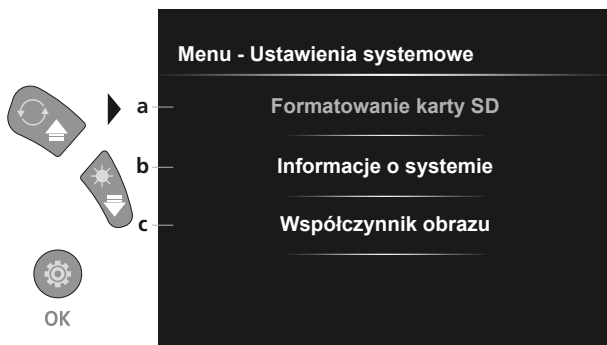 Menu - Ustawienia systemowe
a Formatowanie karty SD
b Informacje o systemie
c Współczynnik obrazu
OK